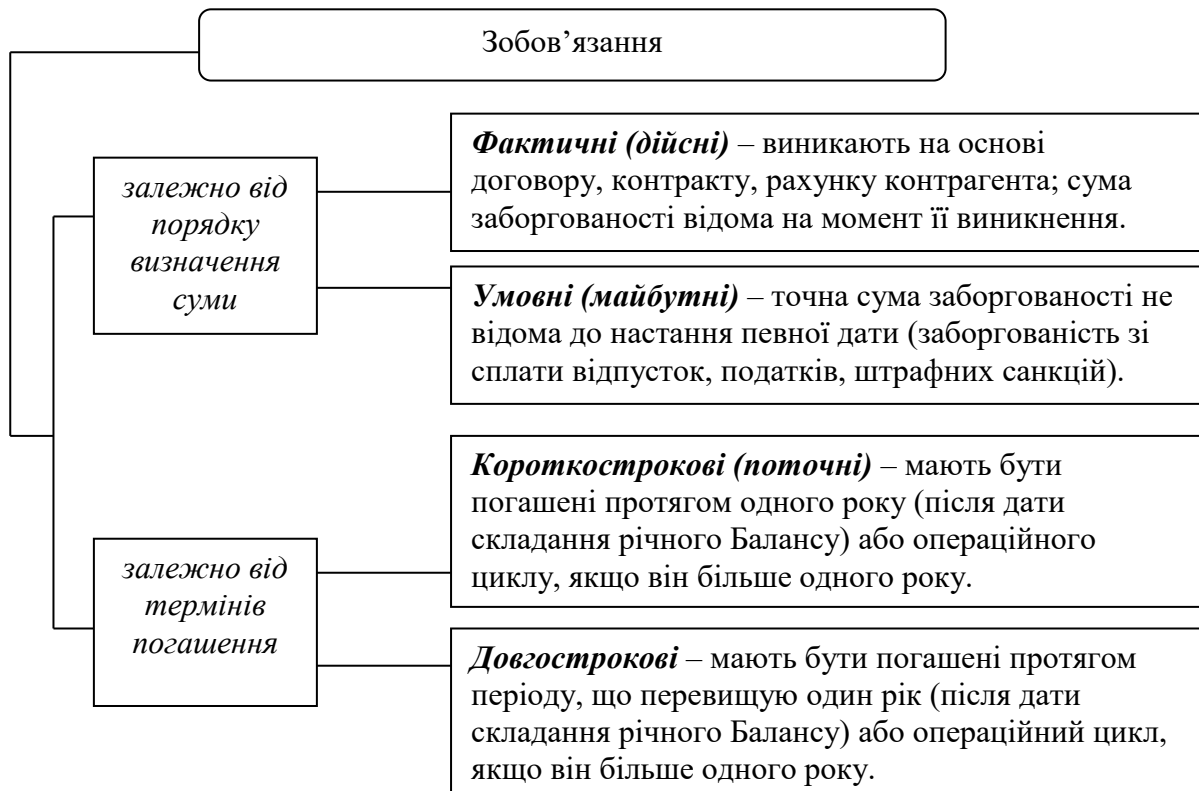 Зобов’язання
залежно від
порядку
визначення
суми
Фактичні (дійсні) – виникають на основі
договору, контракту, рахунку контрагента; сума
заборгованості відома на момент її виникнення.
Умовні (майбутні) – точна сума заборгованості не
відома до настання певної дати (заборгованість зі
сплати відпусток, податків, штрафних санкцій).
залежно від
термінів
погашення
Короткострокові (поточні) – мають бути
погашені протягом одного року (після дати
складання річного Балансу) або операційного
циклу, якщо він більше одного року.
Довгострокові – мають бути погашені протягом
періоду, що перевищую один рік (після дати
складання річного Балансу) або операційний цикл,
якщо він більше одного року.